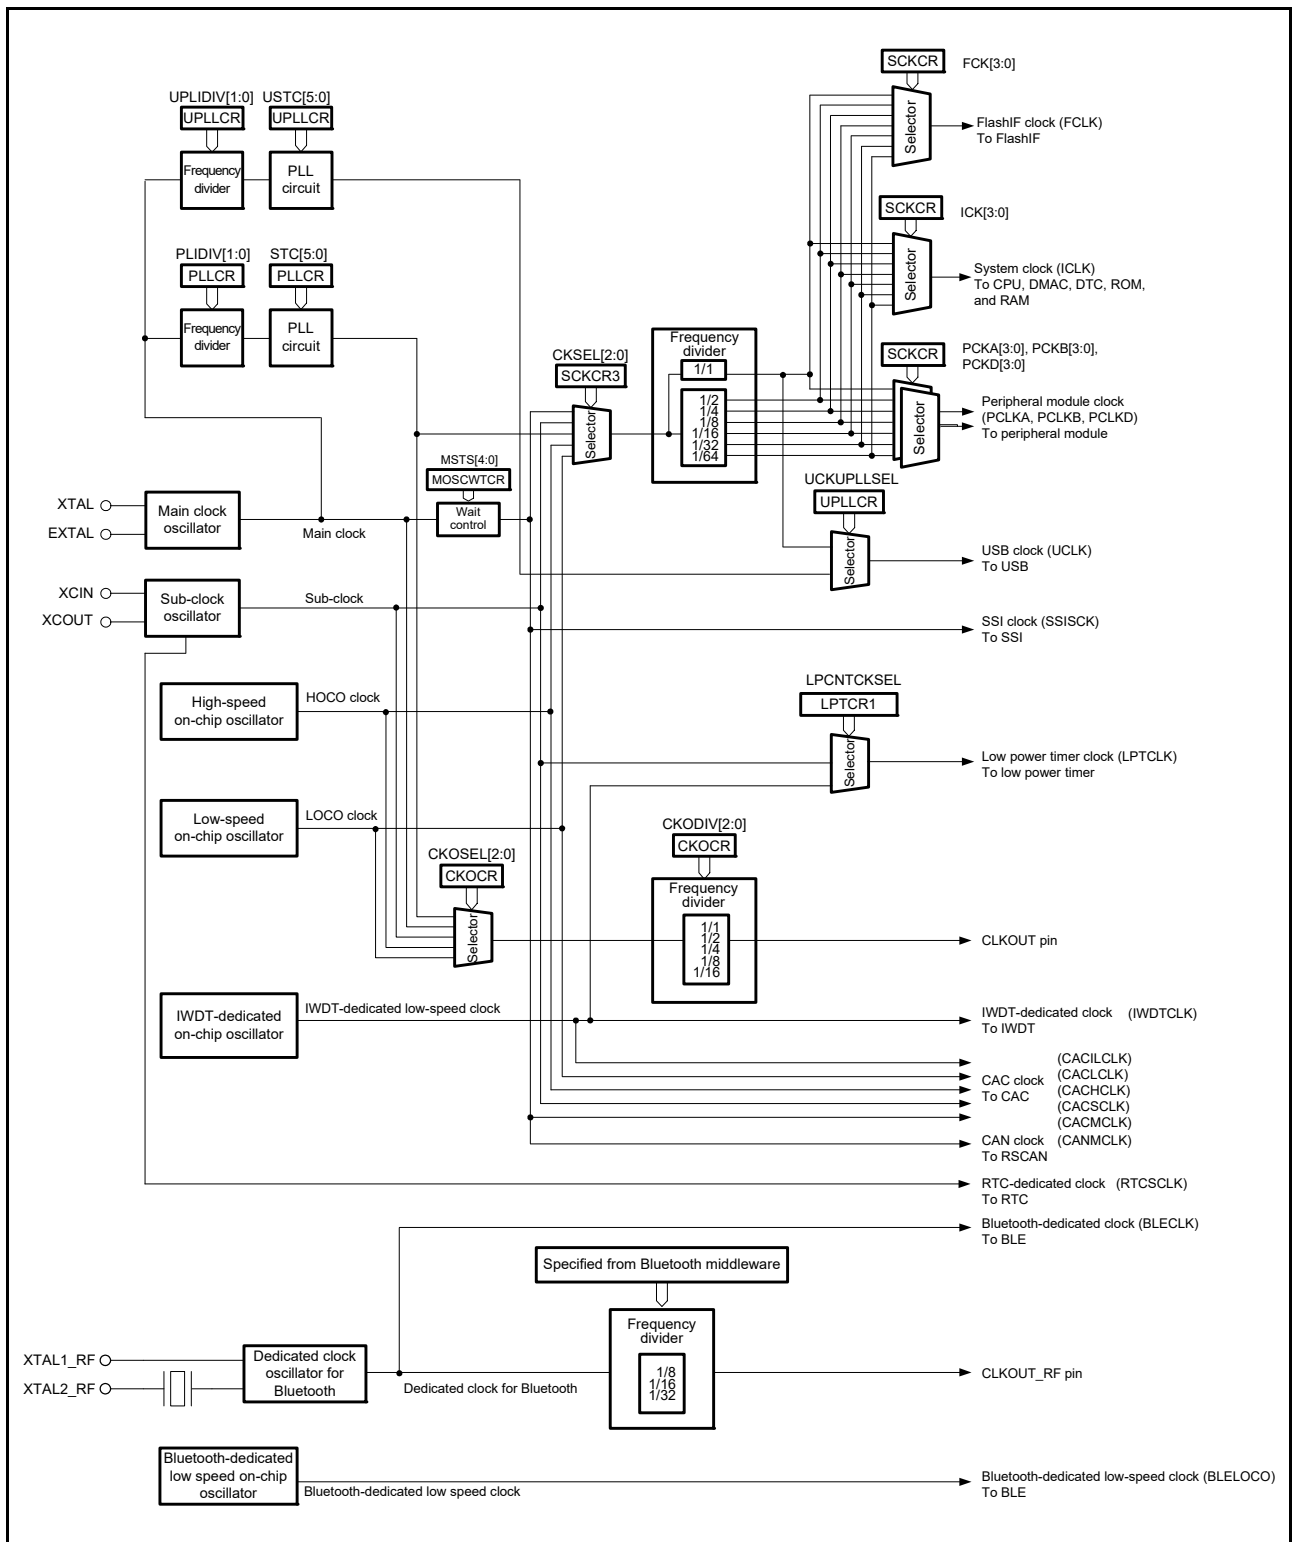 SCKCR
FCK[3:0]
Selector
FlashIF clock (FCLK)
To FlashIF
UPLIDIV[1:0]
UPLLCR
USTC[5:0]
UPLLCR
Frequency
divider
PLL
circuit
SCKCR
ICK[3:0]
Selector
System clock (ICLK)
To CPU, DMAC, DTC, ROM,
and RAM
PLIDIV[1:0]
PLLCR
STC[5:0]
PLLCR
Frequency
divider
PLL
circuit
CKSEL[2:0]
SCKCR3
Selector
Frequency
divider
1/1
1/2
1/4
1/8
1/16
1/32
1/64
SCKCR
PCKA[3:0], PCKB[3:0],
PCKD[3:0]
Selector
Peripheral module clock
(PCLKA, PCLKB, PCLKD)
To peripheral module
MSTS[4:0]
MOSCWTCR
Wait
control
UCKUPLLSEL
UPLLCR
Selector
USB clock (UCLK)
To USB
XTAL
EXTAL
Main clock
oscillator
Main clock
XCIN
XCOUT
Sub-clock
oscillator
Sub-clock
SSI clock (SSISCK)
To SSI
High-speed
on-chip oscillator
HOCO clock
LPCNTCKSEL
LPTCR1
Selector
Low power timer clock (LPTCLK)
To low power timer
Low-speed
on-chip oscillator
LOCO clock
CKOSEL[2:0]
CKOCR
Selector
CKODIV[2:0]
CKOCR
Frequency
divider
1/1
1/2
1/4
1/8
1/16
CLKOUT pin
IWDT-dedicated
on-chip oscillator
IWDT-dedicated low-speed clock
IWDT-dedicated clock (IWDTCLK)
To IWDT
CAC clock
To CAC
(CACILCLK)
(CACLCLK)
(CACHCLK)
(CACSCLK)
(CACMCLK)
CAN clock (CANMCLK)
To RSCAN
RTC-dedicated clock (RTCSCLK)
To RTC
Bluetooth-dedicated clock (BLECLK)
To BLE
Specified from Bluetooth middleware
Frequency
divider
1/8
1/16
1/32
XTAL1_RF
XTAL2_RF
Dedicated clock
oscillator for
Bluetooth
Dedicated clock for Bluetooth
CLKOUT_RF pin
Bluetooth-dedicated
low speed on-chip
oscillator
Bluetooth-dedicated low speed clock
Bluetooth-dedicated low-speed clock (BLELOCO)
To BLE